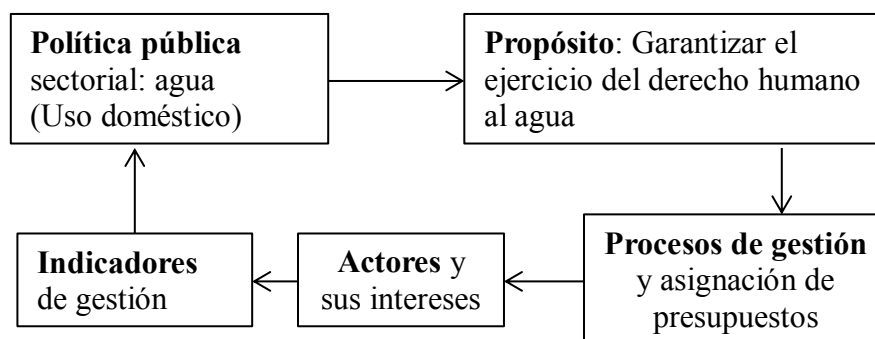 Política pública
sectorial: agua
(Uso doméstico)
Propósito: Garantizar el
ejercicio del derecho humano
al agua
Procesos de gestión
y asignación de
presupuestos
Actores y
sus intereses
Indicadores
de gestión